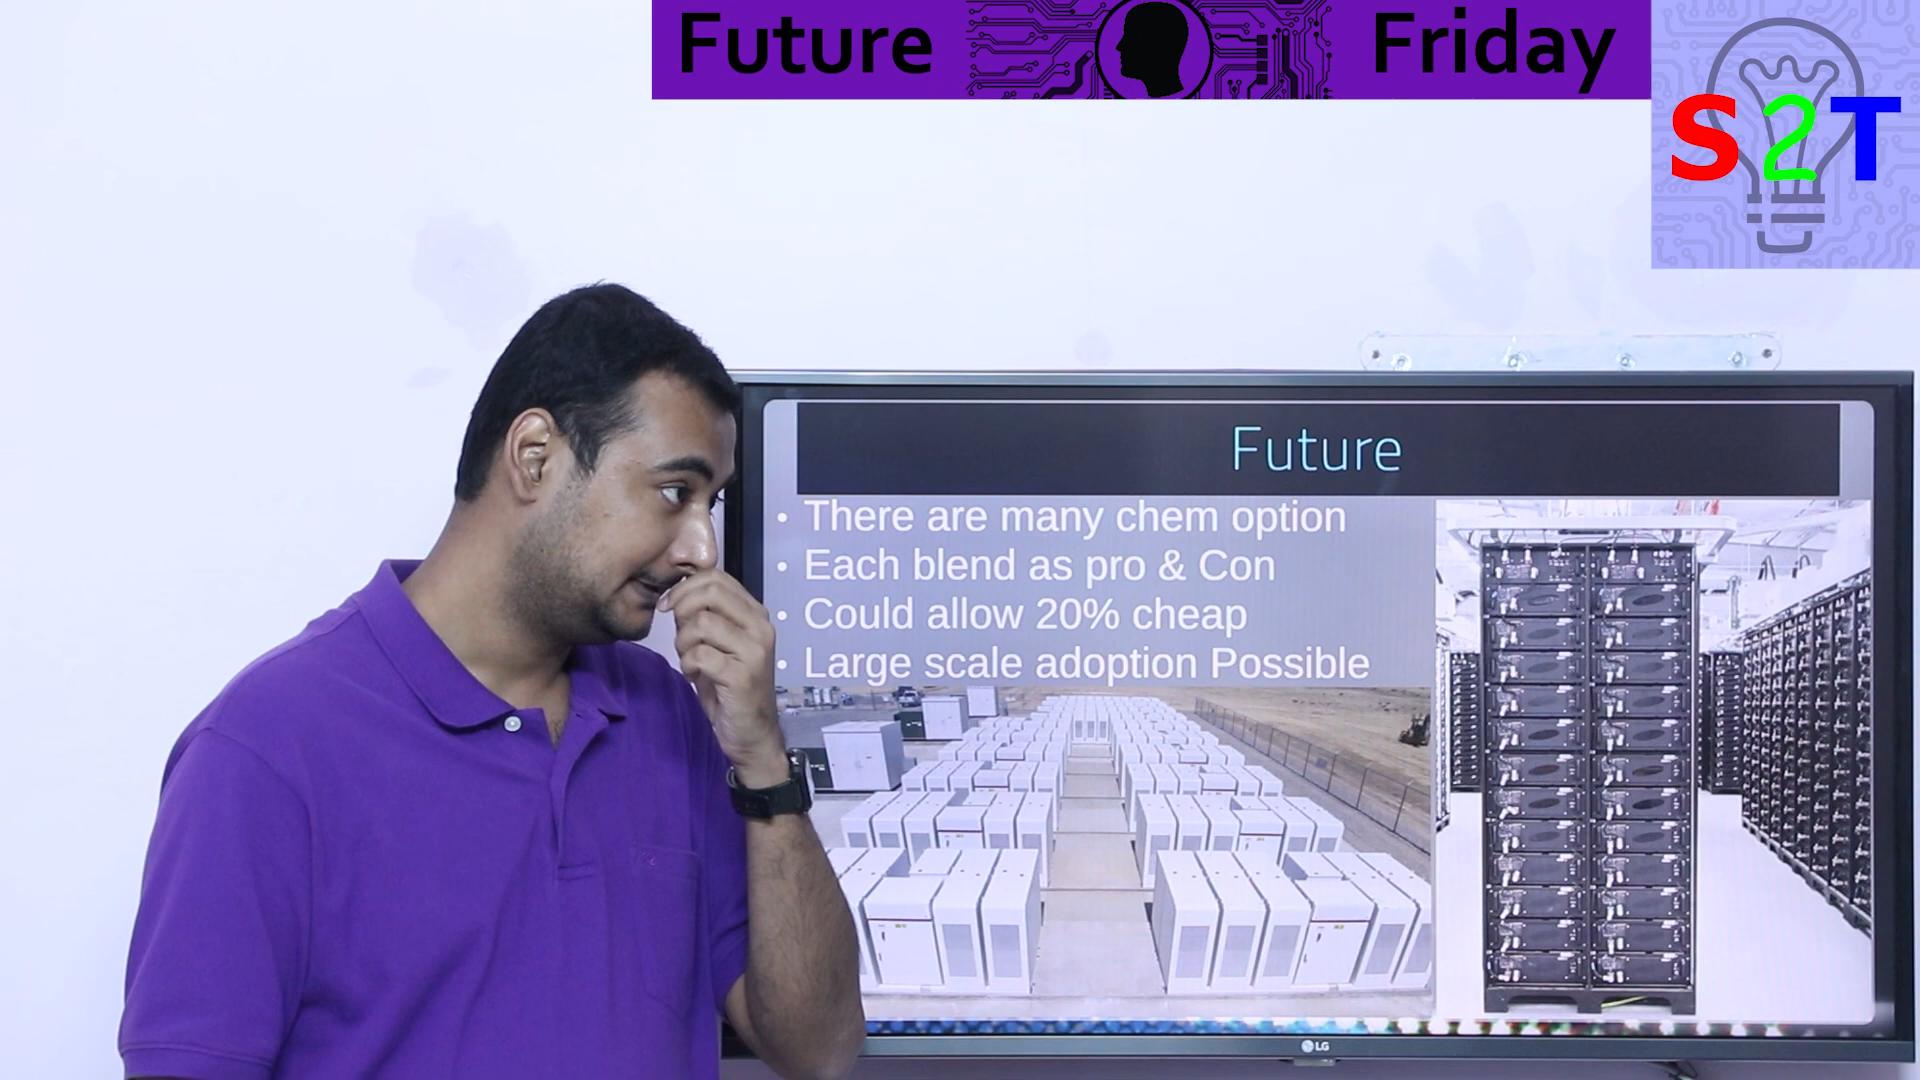 Future Friday
S2T
Future
• There are many chem option
• Each blend as pro & Con
• Could allow 20% cheap
• Large scale adoption Possible
LG